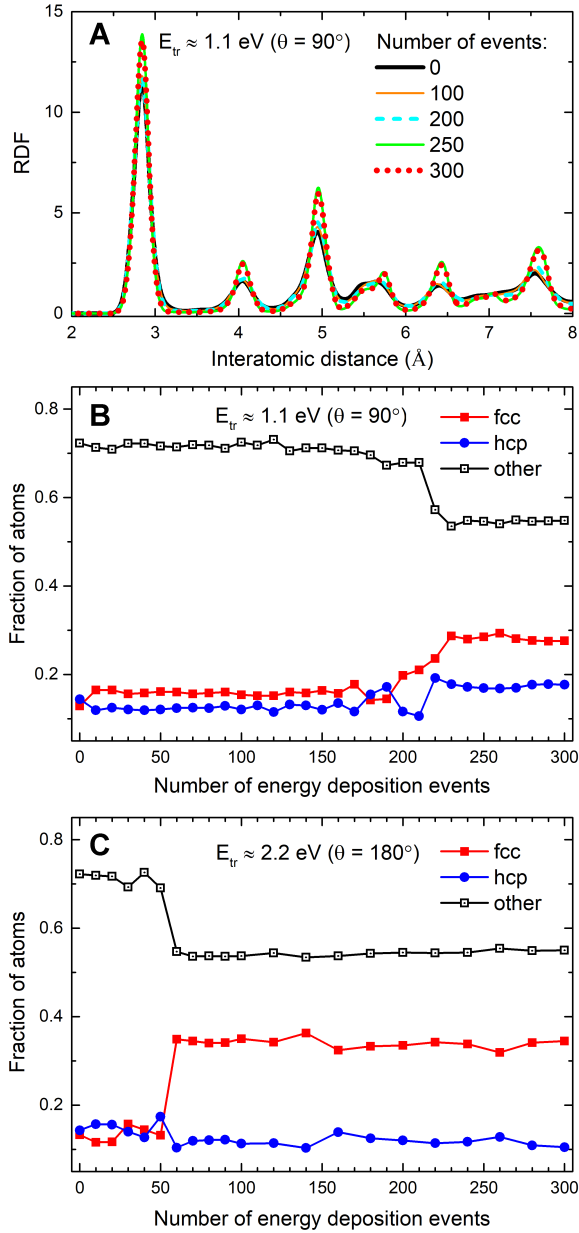 A
E_tr ≈ 1.1 eV (θ = 90°)
Number of events:
0
100
200
250
300
15
10
5
0
RDF
2 3 4 5 6 7 8
Interatomic distance (Å)
B
E_tr ≈ 1.1 eV (θ = 90°)
fcc
hcp
other
0.8
0.6
0.4
0.2
Fraction of atoms
0 50 100 150 200 250 300
Number of energy deposition events
C
E_tr ≈ 2.2 eV (θ = 180°)
fcc
hcp
other
0.8
0.6
0.4
0.2
Fraction of atoms
0 50 100 150 200 250 300
Number of energy deposition events